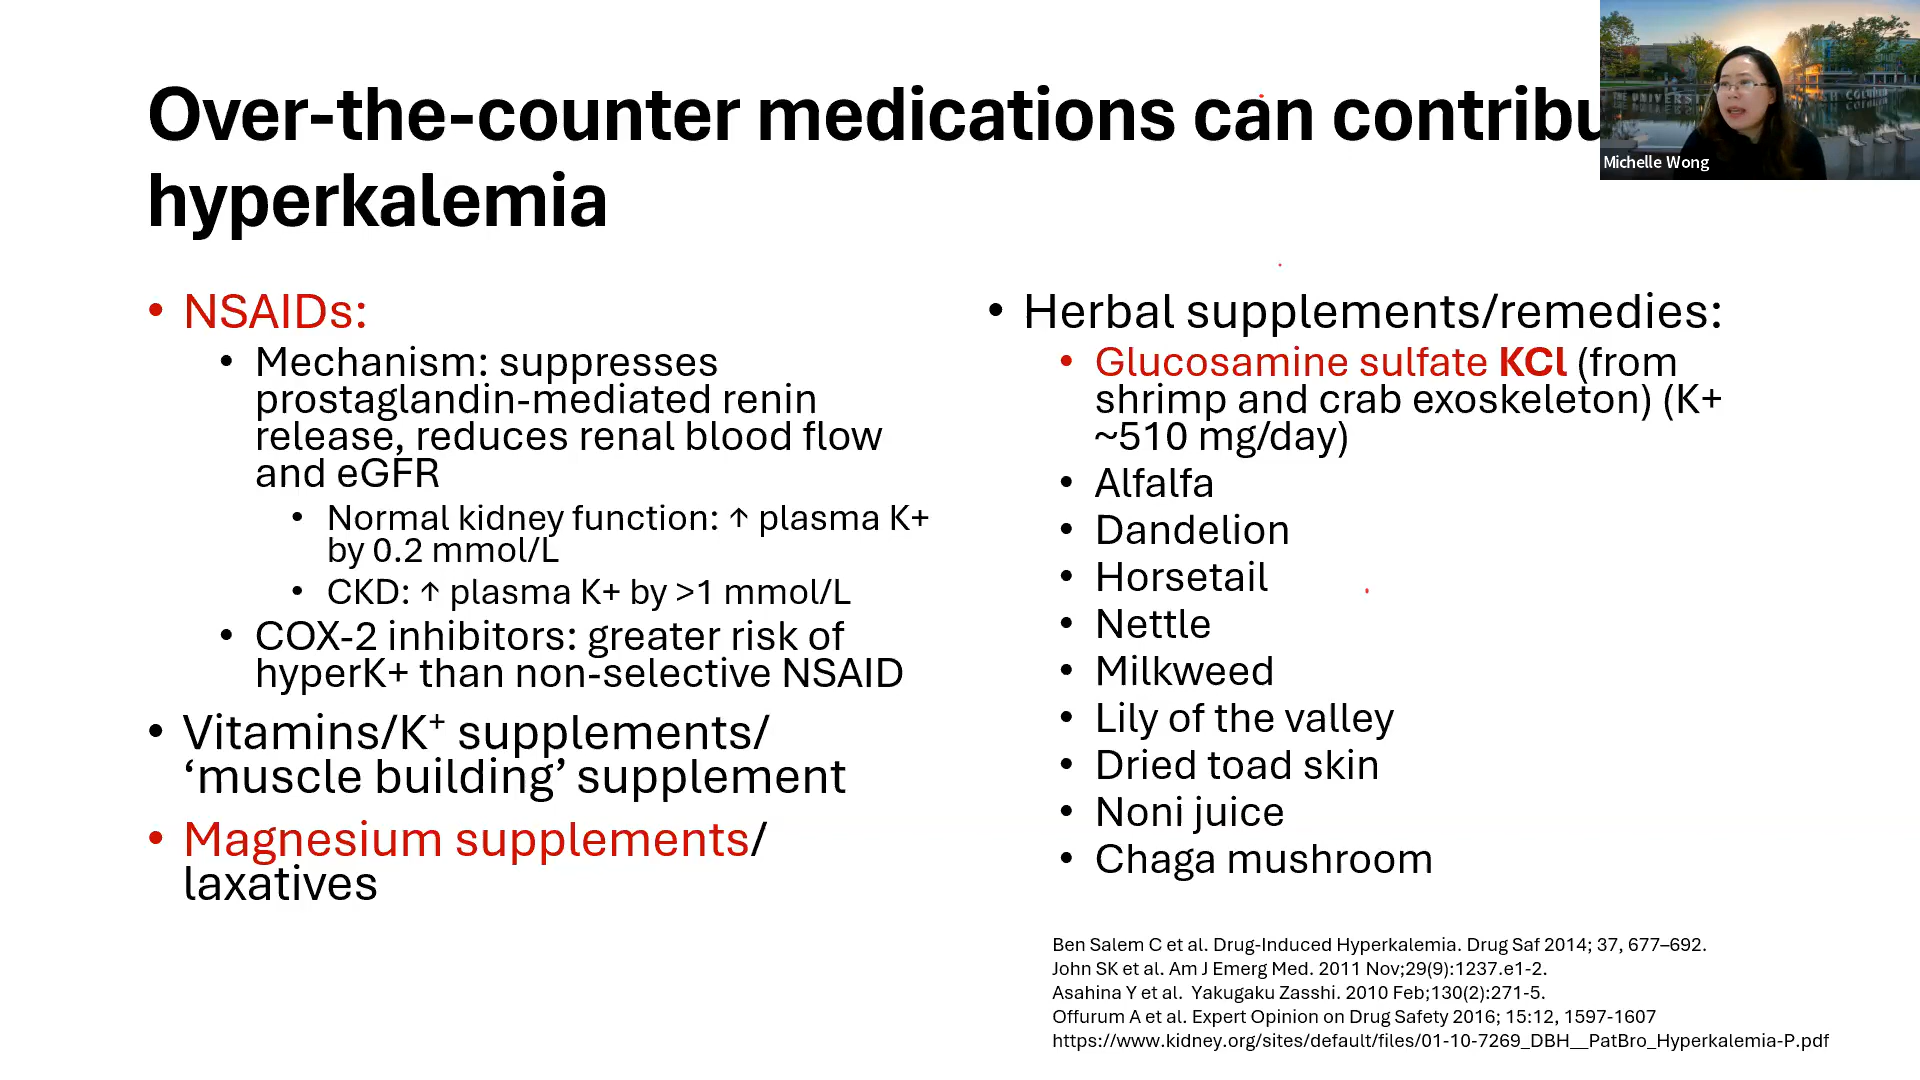 Over-the-counter medications can contribu
hyperkalemia
Michelle Wong
• NSAIDs:
• Mechanism: suppresses
prostaglandin-mediated renin
release, reduces renal blood flow
and eGFR
• Normal kidney function: ↑ plasma K+
by 0.2 mmol/L
• CKD: ↑ plasma K+ by >1 mmol/L
• COX-2 inhibitors: greater risk of
hyperK+ than non-selective NSAID
• Vitamins/K⁺ supplements/
‘muscle building’ supplement
• Magnesium supplements/
laxatives
• Herbal supplements/remedies:
• Glucosamine sulfate KCl (from
shrimp and crab exoskeleton) (K+
~510 mg/day)
• Alfalfa
• Dandelion
• Horsetail
• Nettle
• Milkweed
• Lily of the valley
• Dried toad skin
• Noni juice
• Chaga mushroom
Ben Salem C et al. Drug-Induced Hyperkalemia. Drug Saf 2014; 37, 677–692.
John SK et al. Am J Emerg Med. 2011 Nov;29(9):1237.e1-2.
Asahina Y et al.  Yakugaku Zasshi. 2010 Feb;130(2):271-5.
Offurum A et al. Expert Opinion on Drug Safety 2016; 15:12, 1597-1607
https://www.kidney.org/sites/default/files/01-10-7269_DBH__PatBro_Hyperkalemia-P.pdf